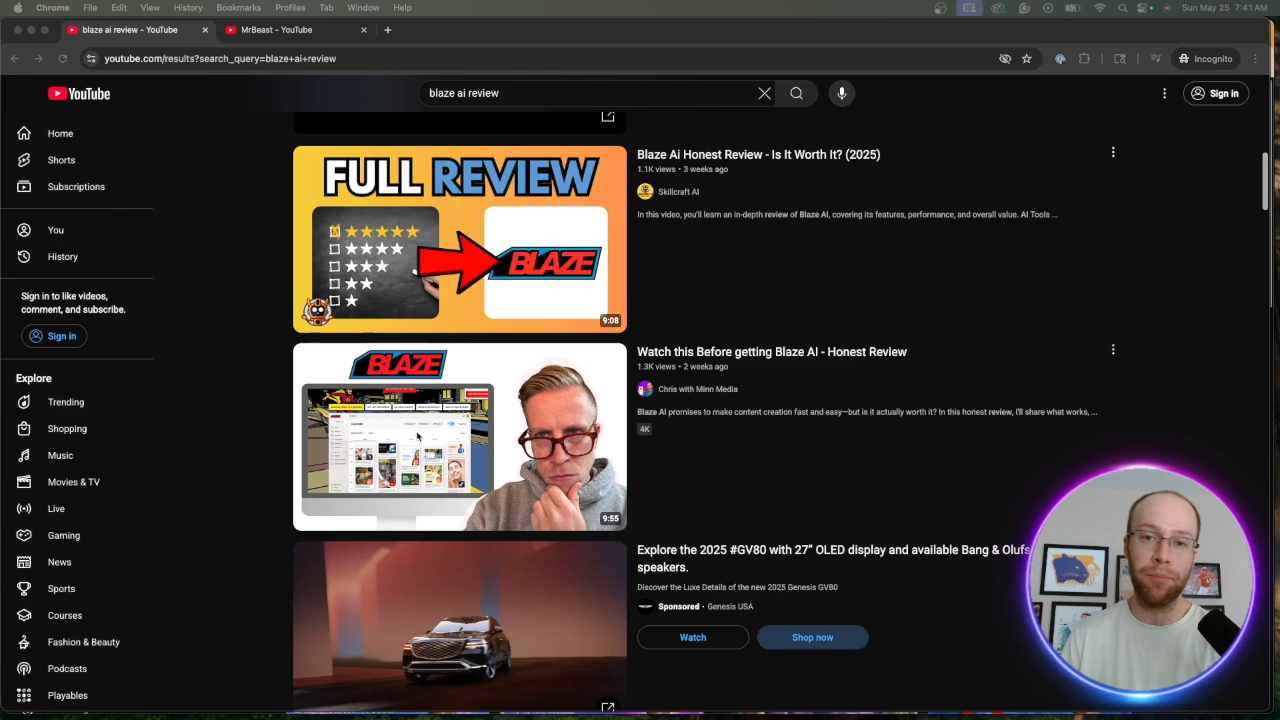 Chrome File Edit View History Bookmarks Profiles Tab Window Help Sun May 25 7:41 AM
blaze ai review - YouTube
MrBeast - YouTube
youtube.com/results?search_query=blaze+ai+review
Incognito
YouTube
blaze ai review
Sign in
Home
Shorts
Subscriptions
You
History
Sign in to like videos,
comment, and subscribe.
Sign in
Explore
Trending
Shopping
Music
Movies & TV
Live
Gaming
News
Sports
Courses
Fashion & Beauty
Podcasts
Playables
FULL REVIEW
BLAZE
9:08
Blaze Ai Honest Review - Is It Worth It? (2025)
1.1K views • 3 weeks ago
Skillcraft AI
In this video, you'll learn an in-depth review of Blaze AI, covering its features, performance, and overall value. AI Tools ...
BLAZE
9:55
Watch this Before getting Blaze AI - Honest Review
1.3K views • 2 weeks ago
Chris with Minn Media
Blaze AI promises to make content creation fast and easy—but is it actually worth it? In this honest review, I'll share what works, ...
4K
Explore the 2025 #GV80 with 27" OLED display and available Bang & Olufs
speakers.
Discover the Luxe Details of the new 2025 Genesis GV80
Sponsored • Genesis USA
Watch
Shop now